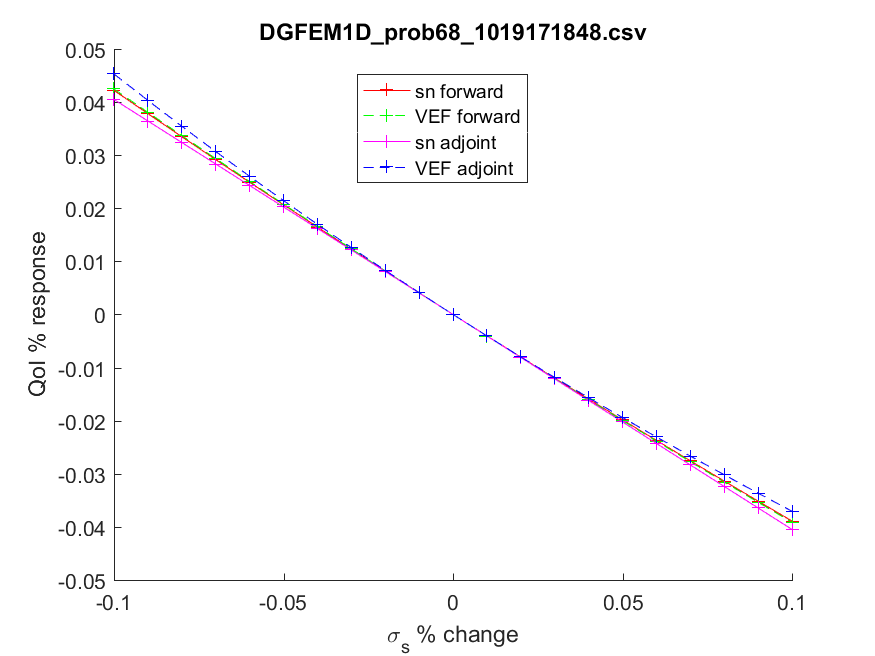 DGFEM1D_prob68_1019171848.csv
0.05
0.04
0.03
0.02
0.01
0
-0.01
-0.02
-0.03
-0.04
-0.05
QoI % response
sn forward
VEF forward
sn adjoint
VEF adjoint
-0.1
-0.05
0
0.05
0.1
σs % change